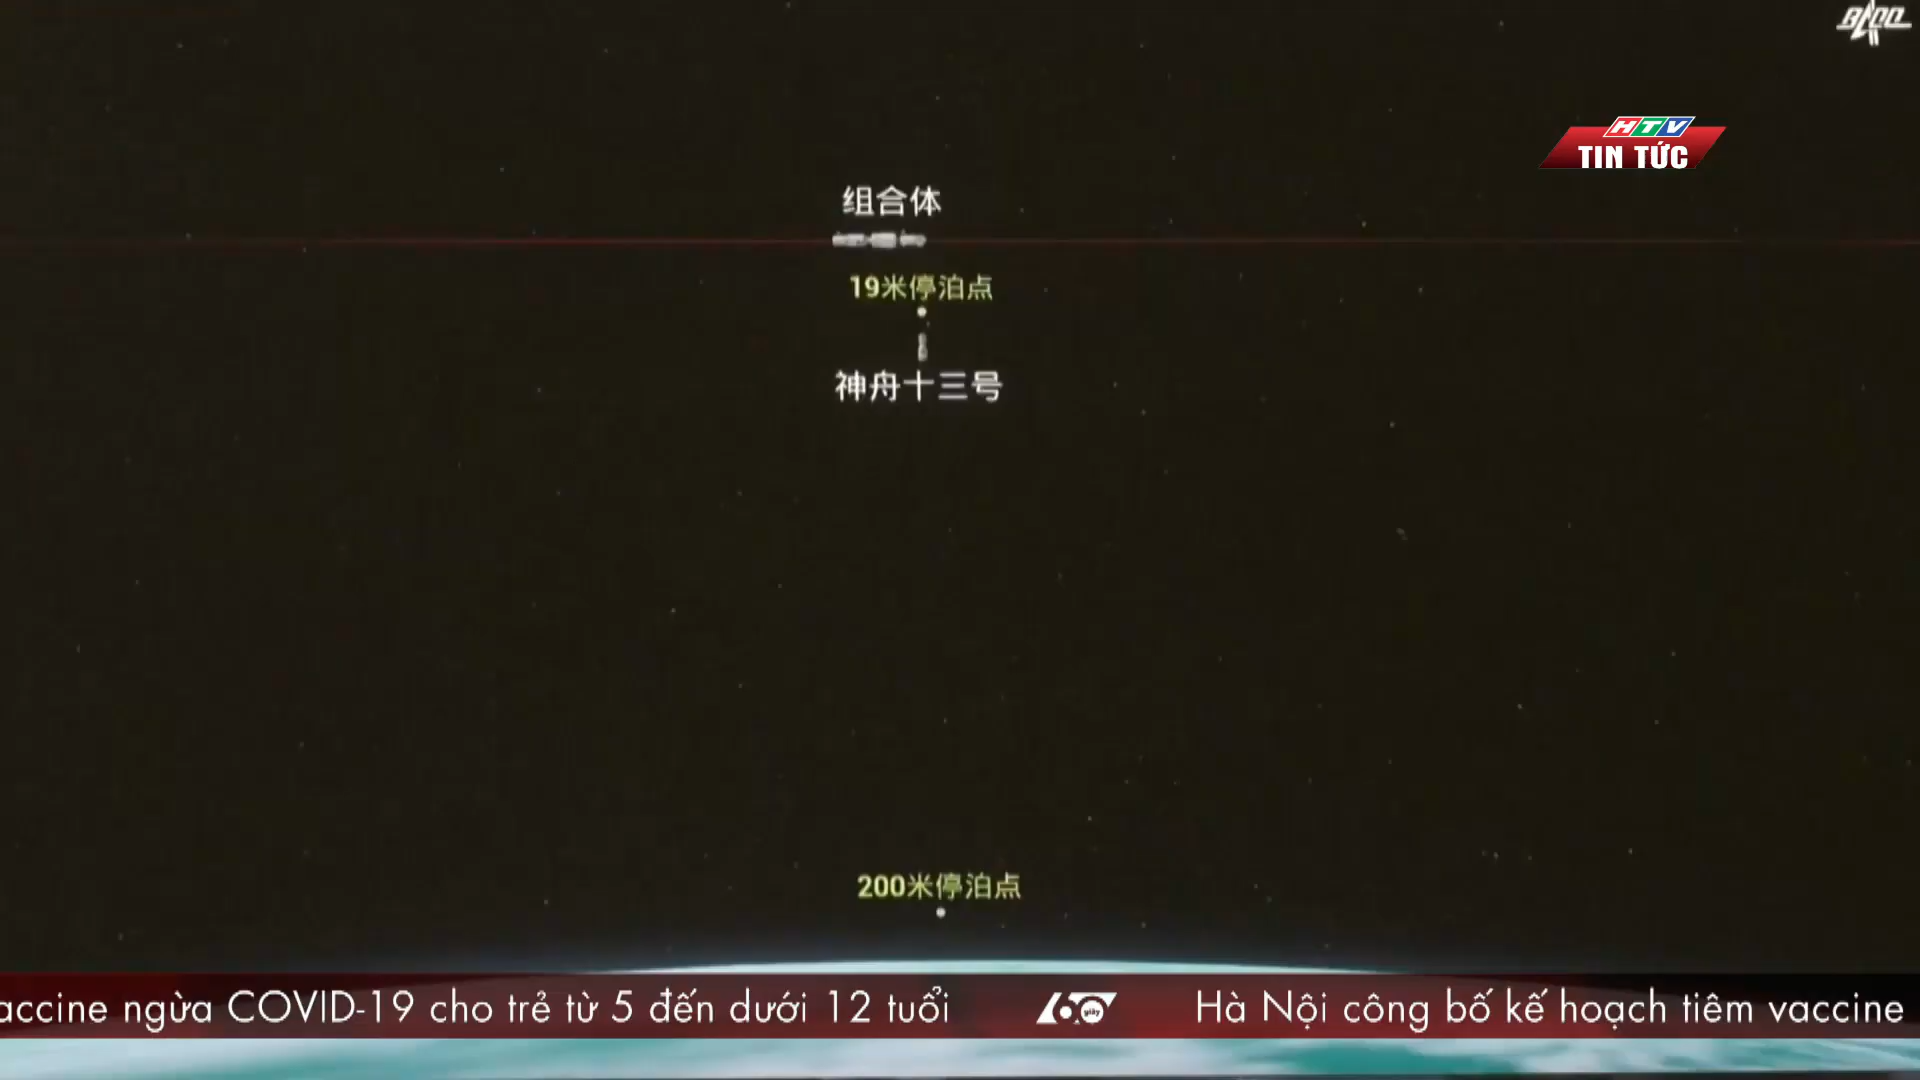 HTV
TIN TỨC
组合体
19米停泊点
神舟十三号
200米停泊点
accine ngừa COVID-19 cho trẻ từ 5 đến dưới 12 tuổi
60 giây
Hà Nội công bố kế hoạch tiêm vaccine